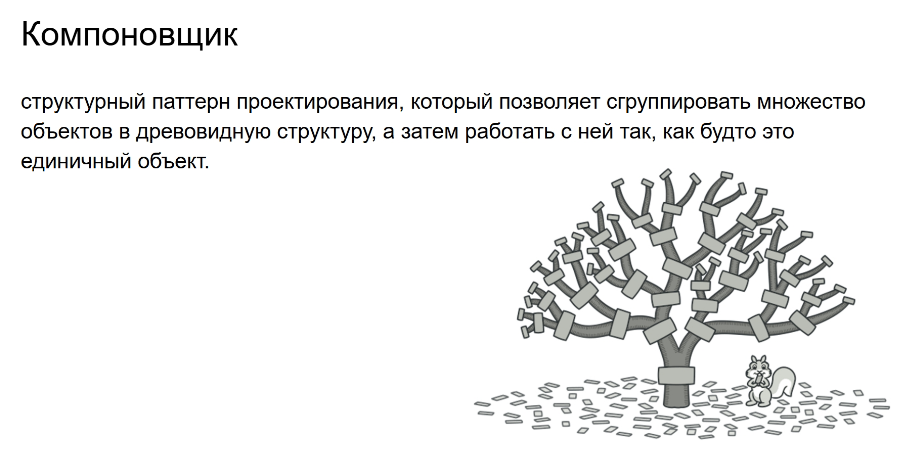 Компоновщик
структурный паттерн проектирования, который позволяет сгруппировать множество
объектов в древовидную структуру, а затем работать с ней так, как будто это
единичный объект.